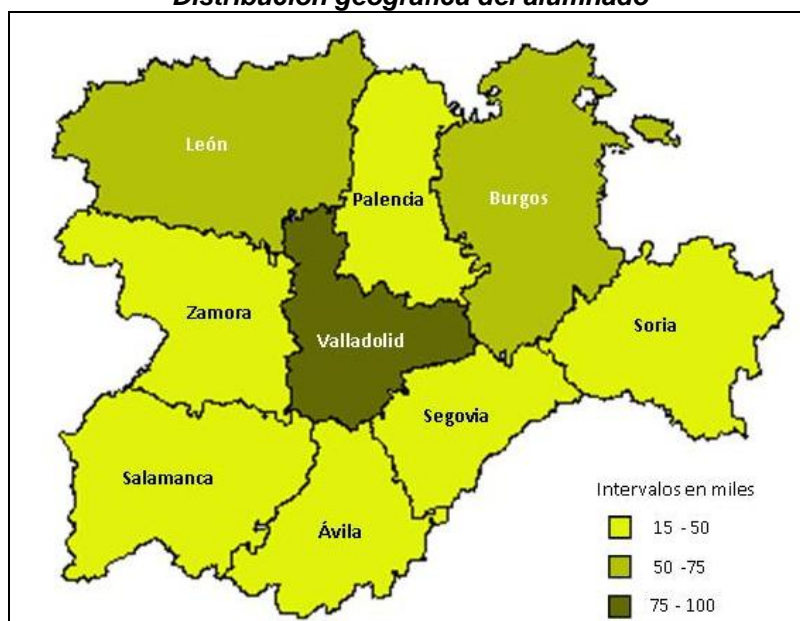 Distribución geográfica del alumnado
León
Palencia
Burgos
Zamora
Valladolid
Soria
Segovia
Salamanca
Ávila
Intervalos en miles
15 - 50
50 -75
75 - 100